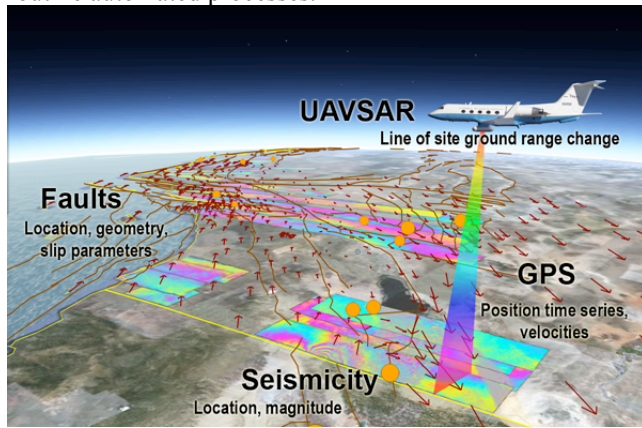 UAVSAR
Line of site ground range change
Faults
Location, geometry,
slip parameters
GPS
Position time series,
velocities
Seismicity
Location, magnitude